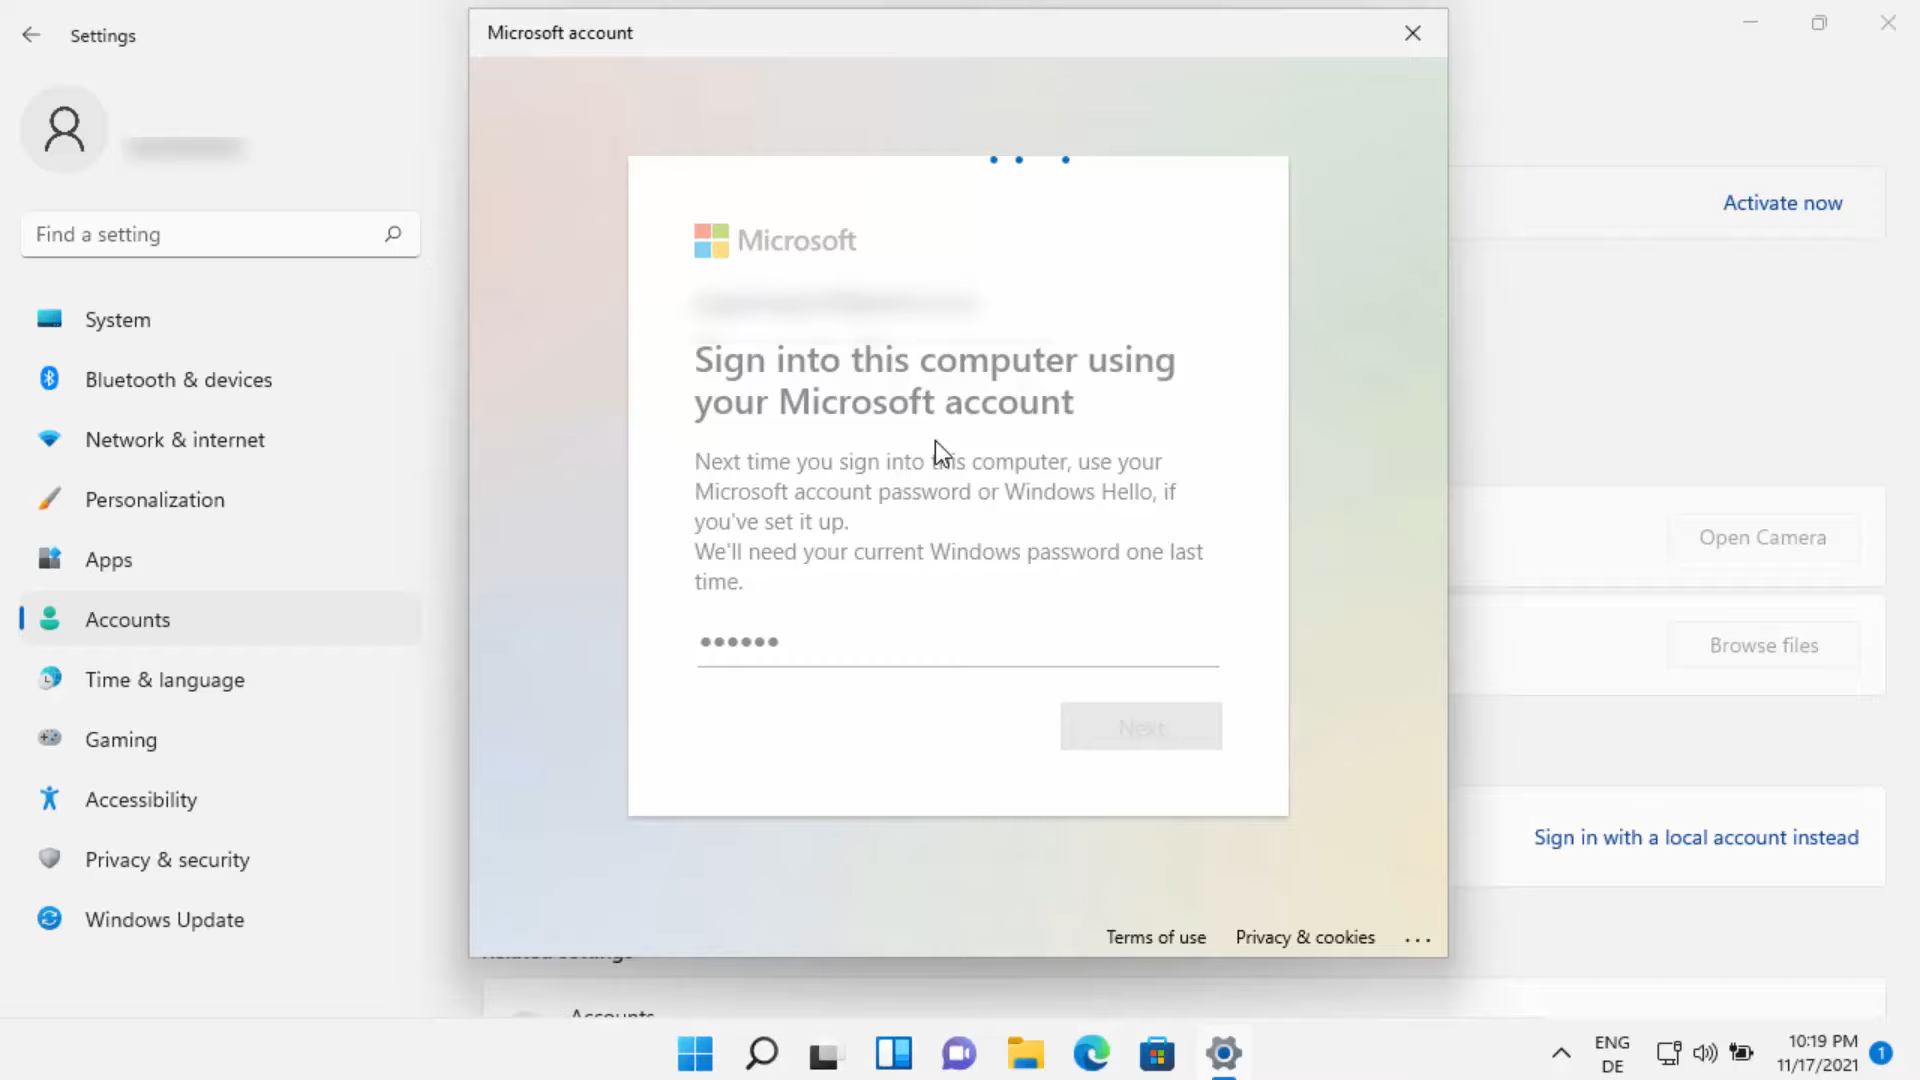 Settings
Find a setting
System
Bluetooth & devices
Network & internet
Personalization
Apps
Accounts
Time & language
Gaming
Accessibility
Privacy & security
Windows Update
Microsoft account
Microsoft
Sign into this computer using
your Microsoft account
Next time you sign into this computer, use your
Microsoft account password or Windows Hello, if
you've set it up.
We'll need your current Windows password one last
time.
Next
Terms of use Privacy & cookies ...
Activate now
Open Camera
Browse files
Sign in with a local account instead
Related settings
Accounts
ENG
DE
10:19 PM
11/17/2021
1